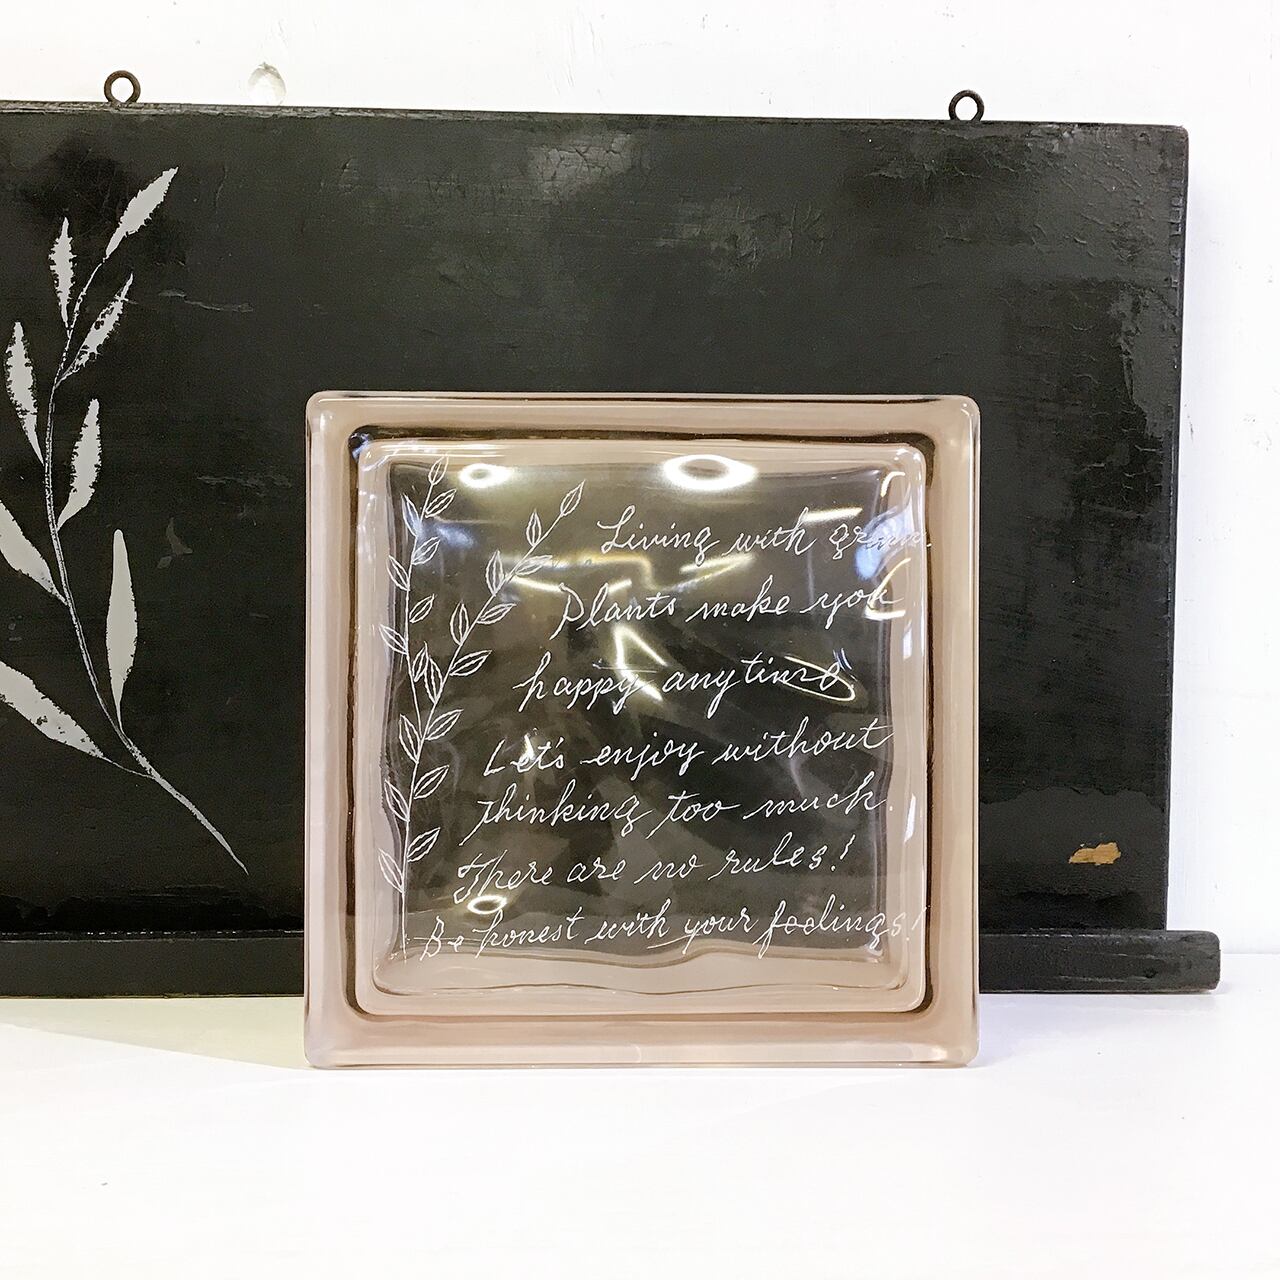 Living with green.
Plants make you
happy anytime
Let's enjoy without
thinking too much.
There are no rules!
Be honest with your feelings!